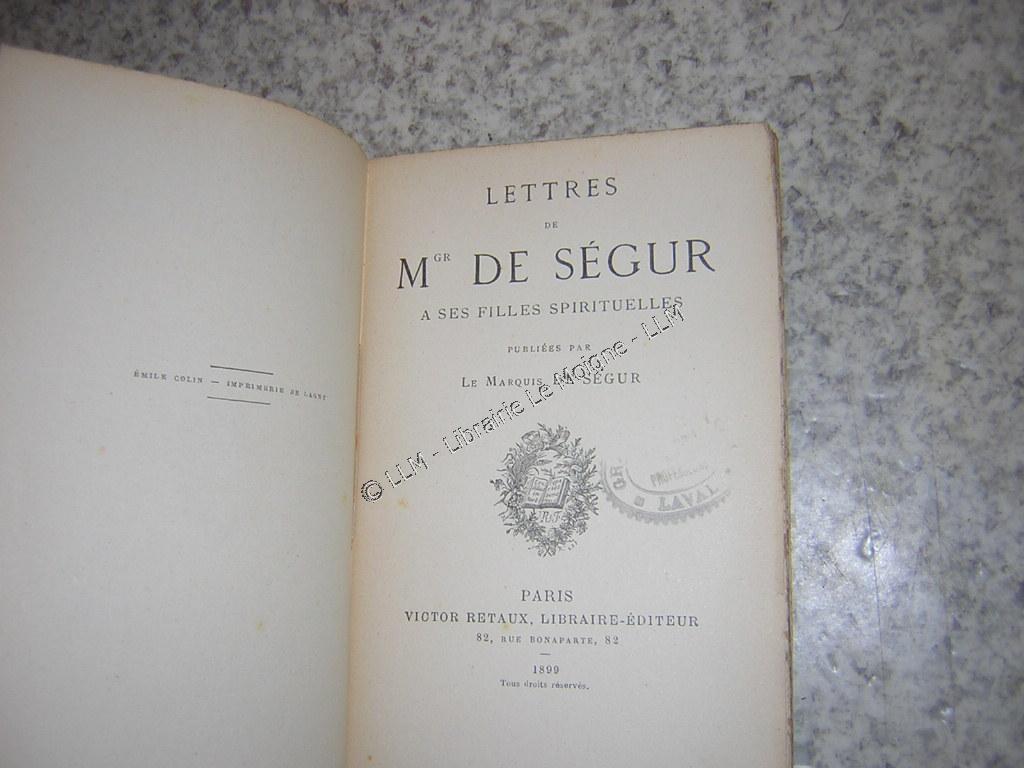 ÉMILE COLIN — IMPRIMERIE DE LAGNY
LETTRES
DE
MGR DE SÉGUR
A SES FILLES SPIRITUELLES
PUBLIÉES PAR
LE MARQUIS DE SÉGUR
© LLM - Librairie Le Moigne - LLM
LAVAL
PARIS
VICTOR RETAUX, LIBRAIRE-ÉDITEUR
82, RUE BONAPARTE, 82
1899
Tous droits réservés.